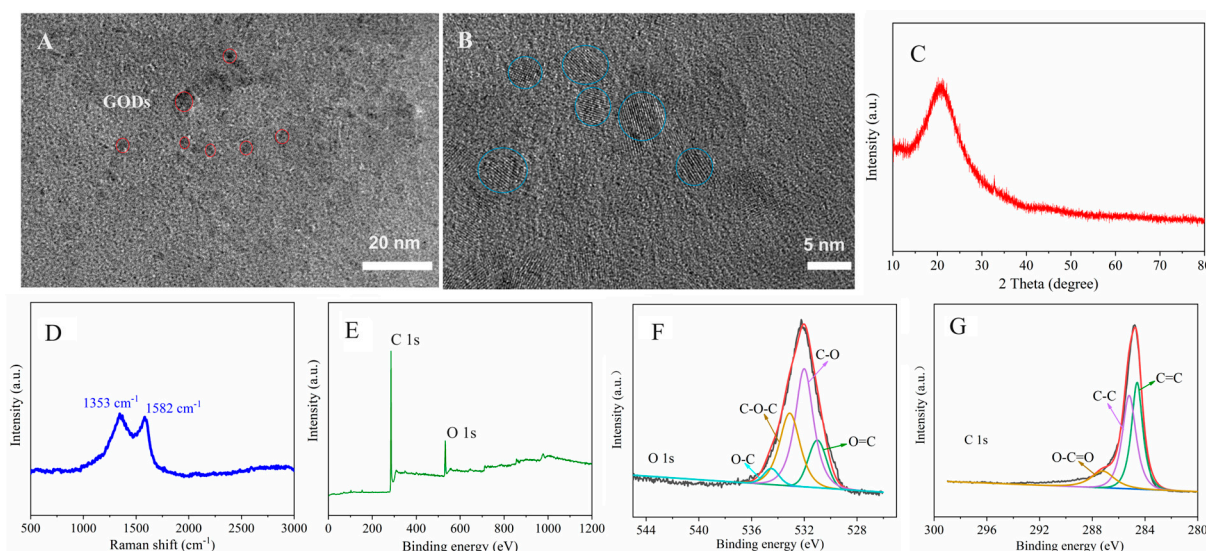 A
GODs
20 nm
B
5 nm
C
Intensity (a.u.)
10 20 30 40 50 60 70 80
2 Theta (degree)
D
1353 cm⁻¹
1582 cm⁻¹
Intensity (a.u.)
500 1000 1500 2000 2500 3000
Raman shift (cm⁻¹)
E
C 1s
O 1s
Intensity (a.u.)
0 200 400 600 800 1000 1200
Binding energy (eV)
F
C-O
C-O-C
O=C
O-C
O 1s
Intensity (a.u.)
544 540 536 532 528
Binding energy (eV)
G
C=C
C-C
C 1s
O-C=O
Intensity (a.u.)
299 296 292 288 284 280
Binding energy (eV)